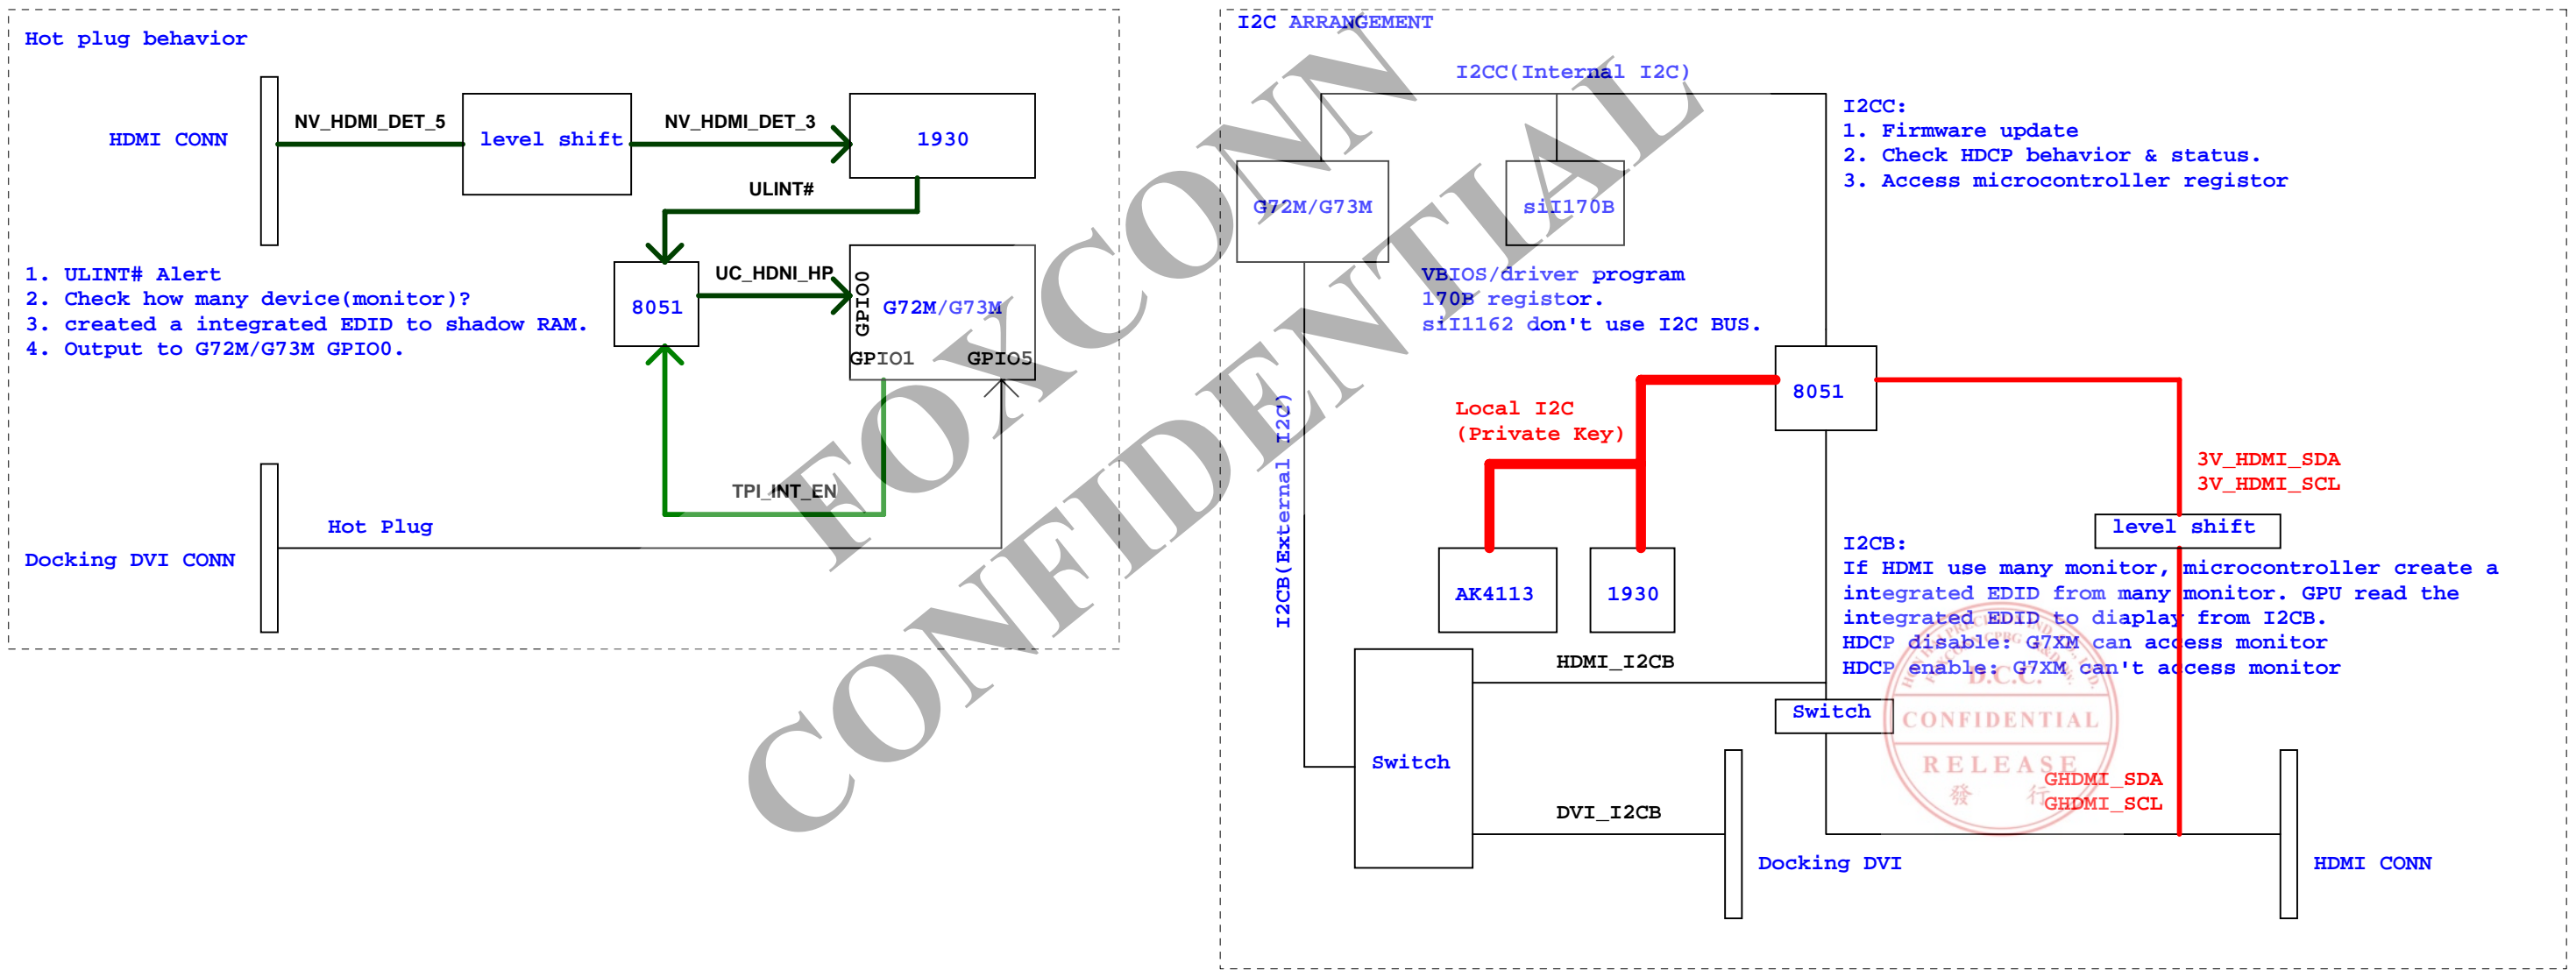 Hot plug behavior
HDMI CONN
NV_HDMI_DET_5
level shift
NV_HDMI_DET_3
1930
ULINT#
1. ULINT# Alert
2. Check how many device(monitor)?
3. created a integrated EDID to shadow RAM.
4. Output to G72M/G73M GPIO0.
8051
UC_HDNI_HP
GPIO0
G72M/G73M
GPIO1
GPIO5
TPI_INT_EN
Hot Plug
Docking DVI CONN
I2C ARRANGEMENT
I2CC(Internal I2C)
I2CC:
1. Firmware update
2. Check HDCP behavior & status.
3. Access microcontroller registor
G72M/G73M
siI170B
VBIOS/driver program
170B registor.
siI1162 don't use I2C BUS.
8051
Local I2C
(Private Key)
I2CB(External I2C)
3V_HDMI_SDA
3V_HDMI_SCL
level shift
AK4113
1930
I2CB:
If HDMI use many monitor, microcontroller create a
integrated EDID from many monitor. GPU read the
integrated EDID to diaplay from I2CB.
HDCP disable: G7XM can access monitor
HDCP enable: G7XM can't access monitor
HDMI_I2CB
Switch
Switch
DVI_I2CB
Docking DVI
GHDMI_SDA
GHDMI_SCL
HDMI CONN
FOXCONN
CONFIDENTIAL
D.C.C.
CONFIDENTIAL
RELEASE
發 行